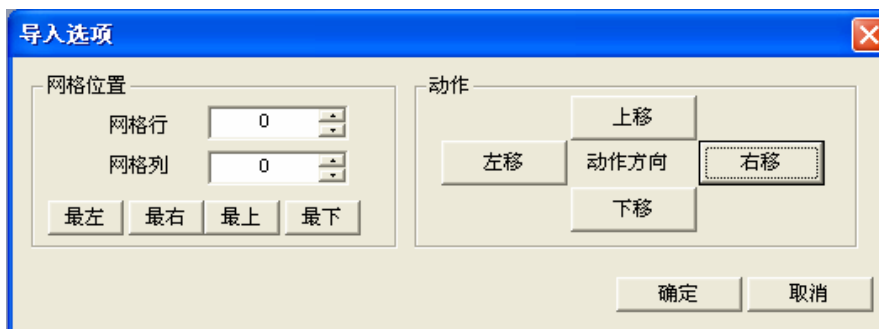 导入选项
网格位置
网格行 0
网格列 0
最左 最右 最上 最下
动作
上移
左移 动作方向 右移
下移
确定 取消